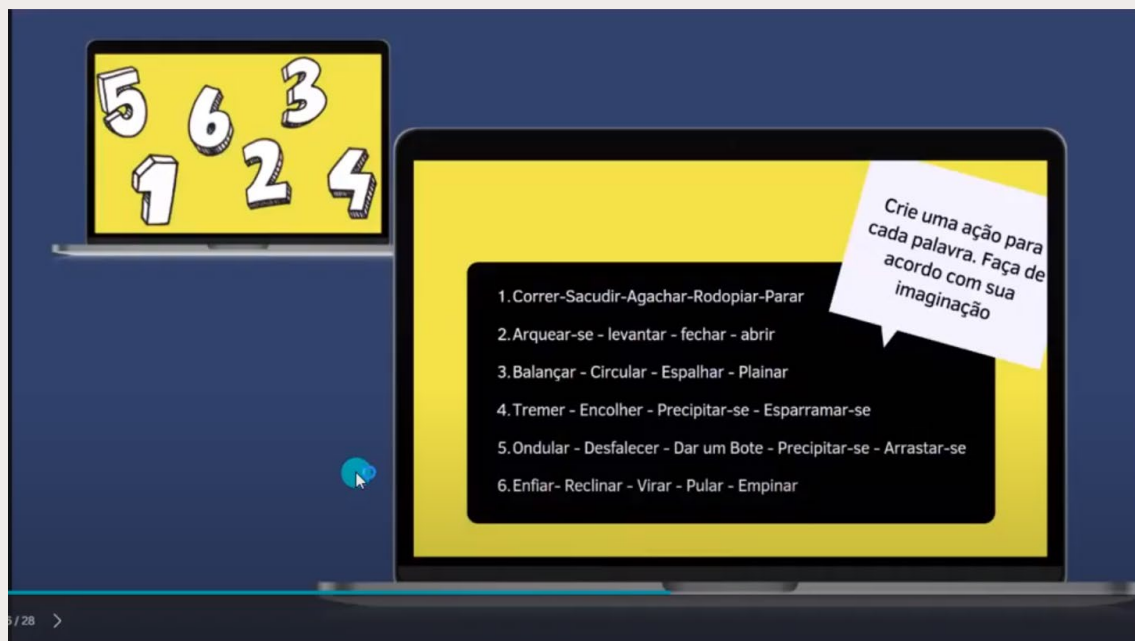 5
6
3
1
2
4
Crie uma ação para
cada palavra. Faça de
acordo com sua
imaginação
1.Correr-Sacudir-Agachar-Rodopiar-Parar
2.Arquear-se - levantar - fechar - abrir
3.Balançar - Circular - Espalhar - Plainar
4.Tremer - Encolher - Precipitar-se - Esparramar-se
5.Ondular - Desfalecer - Dar um Bote - Precipitar-se - Arrastar-se
6.Enfiar- Reclinar - Virar - Pular - Empinar
/ 28